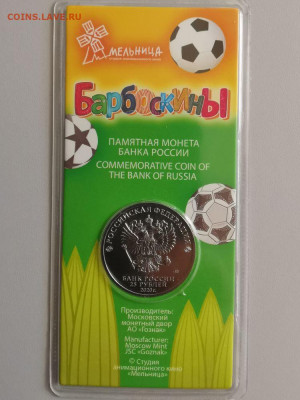 COINS.LAVE.RU
МЕЛЬНИЦА
Барбоскины
ПАМЯТНАЯ МОНЕТА
БАНКА РОССИИ
COMMEMORATIVE COIN OF
THE BANK OF RUSSIA
РОССИЙСКАЯ ФЕДЕРАЦИЯ
БАНК РОССИИ
25 РУБЛЕЙ
2020 г.
Производитель:
Московский
монетный двор
АО «Гознак»
Manufacturer:
Moscow Mint
JSC «Goznak»
© Студия
анимационного кино
«Мельница»